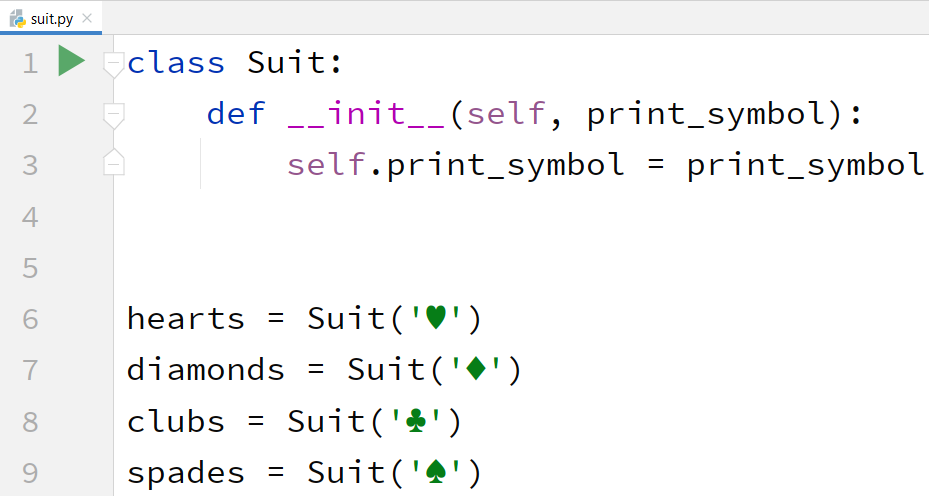 suit.py
1 class Suit:
2     def __init__(self, print_symbol):
3         self.print_symbol = print_symbol
4
5
6 hearts = Suit('♥')
7 diamonds = Suit('♦')
8 clubs = Suit('♣')
9 spades = Suit('♠')